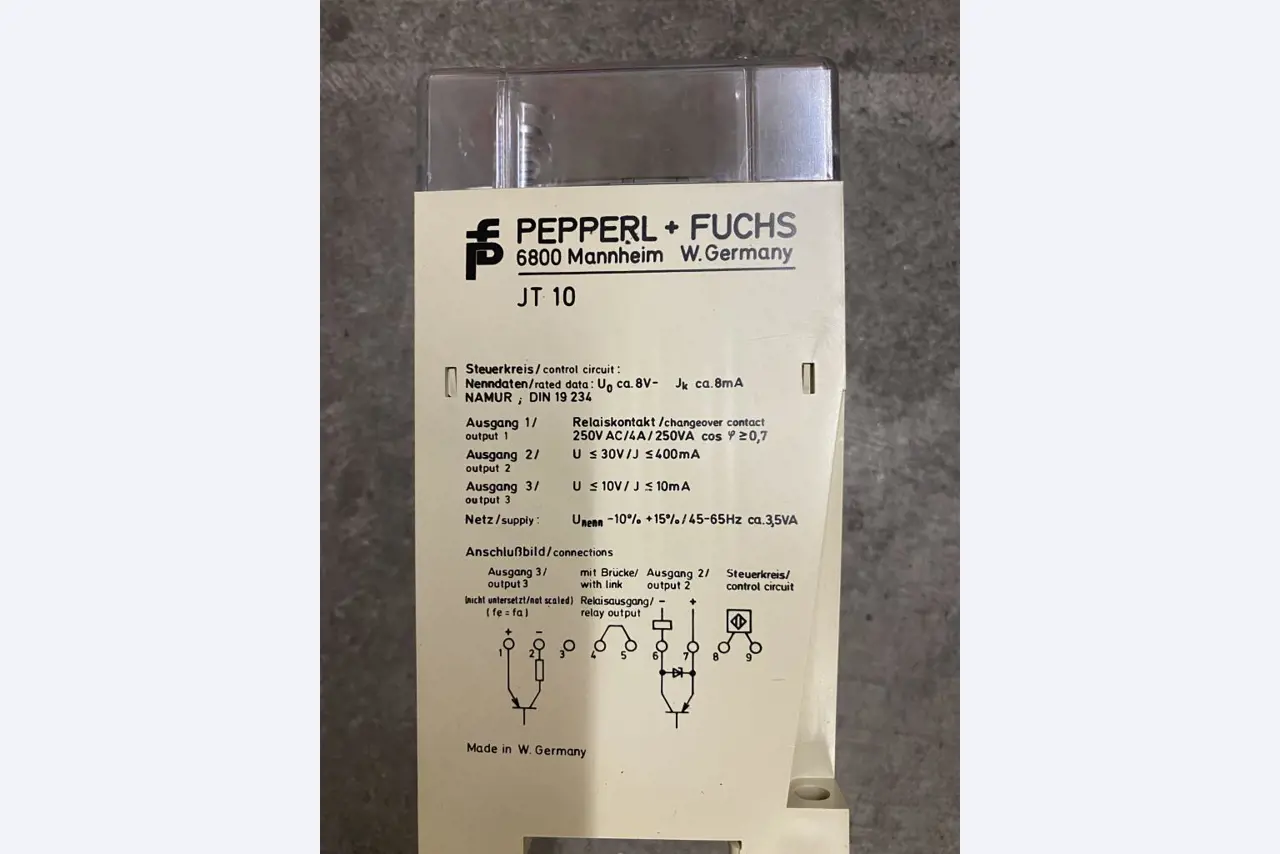 fp PEPPERL + FUCHS
6800 Mannheim W. Germany
JT 10
Steuerkreis / control circuit :
Nenndaten / rated data : U0 ca. 8V- Jk ca. 8mA
NAMUR ; DIN 19 234
Ausgang 1/ Relaiskontakt / changeover contact
output 1 250V AC/4A/250VA cos φ ≥ 0,7
Ausgang 2/ U ≤ 30V / J ≤ 400mA
output 2
Ausgang 3/ U ≤ 10V / J ≤ 10mA
output 3
Netz / supply : Unenn -10% +15% / 45-65Hz ca. 3,5VA
Anschlußbild / connections
Ausgang 3/ mit Brücke/ Ausgang 2/ Steuerkreis/
output 3 with link output 2 control circuit
(nicht untersetzt/not scaled) Relaisausgang/ - +
( fe = fa ) relay output
+ -
1 2 3 4 5 6 7 8 9
Made in W. Germany